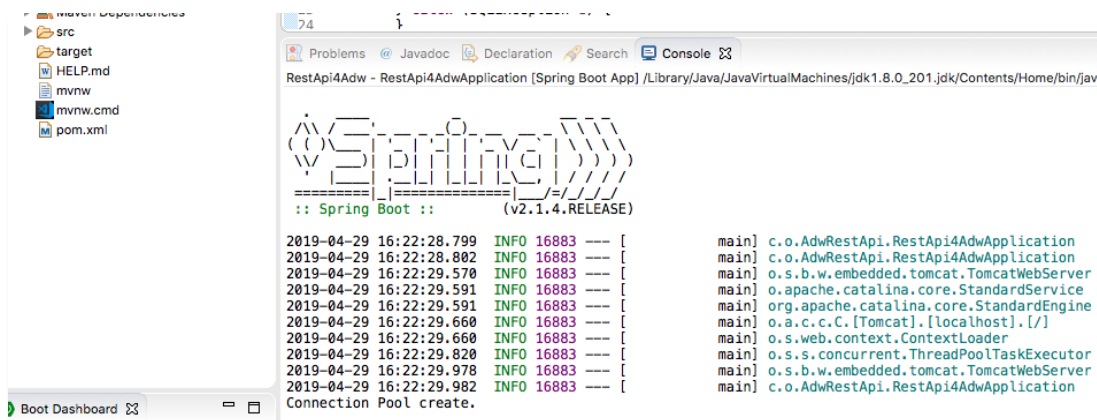 Maven Dependencies
src
target
HELP.md
mvnw
mvnw.cmd
pom.xml
Boot Dashboard
24 }
Problems @ Javadoc Declaration Search Console
RestApi4Adw - RestApi4AdwApplication [Spring Boot App] /Library/Java/JavaVirtualMachines/jdk1.8.0_201.jdk/Contents/Home/bin/jav
Spring
:: Spring Boot :: (v2.1.4.RELEASE)
2019-04-29 16:22:28.799 INFO 16883 --- [ main] c.o.AdwRestApi.RestApi4AdwApplication
2019-04-29 16:22:28.802 INFO 16883 --- [ main] c.o.AdwRestApi.RestApi4AdwApplication
2019-04-29 16:22:29.570 INFO 16883 --- [ main] o.s.b.w.embedded.tomcat.TomcatWebServer
2019-04-29 16:22:29.591 INFO 16883 --- [ main] o.apache.catalina.core.StandardService
2019-04-29 16:22:29.591 INFO 16883 --- [ main] org.apache.catalina.core.StandardEngine
2019-04-29 16:22:29.660 INFO 16883 --- [ main] o.a.c.c.C.[Tomcat].[localhost].[/]
2019-04-29 16:22:29.660 INFO 16883 --- [ main] o.s.web.context.ContextLoader
2019-04-29 16:22:29.820 INFO 16883 --- [ main] o.s.s.concurrent.ThreadPoolTaskExecutor
2019-04-29 16:22:29.978 INFO 16883 --- [ main] o.s.b.w.embedded.tomcat.TomcatWebServer
2019-04-29 16:22:29.982 INFO 16883 --- [ main] c.o.AdwRestApi.RestApi4AdwApplication
Connection Pool create.